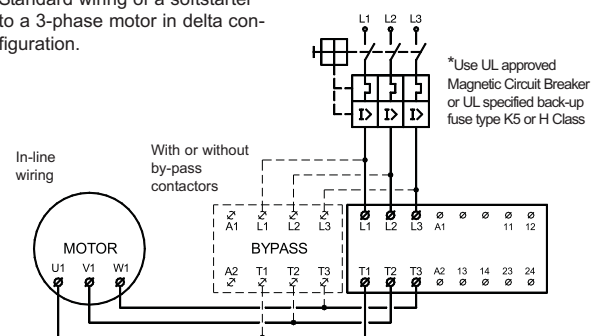 Standard wiring of a softstarter
to a 3-phase motor in delta con-
figuration.
L1 L2 L3
*Use UL approved
Magnetic Circuit Breaker
or UL specified back-up
fuse type K5 or H Class
I> I> I>
In-line
wiring
With or without
by-pass
contactors
A1 L1 L2 L3
L1 L2 L3 A1 11 12
MOTOR
BYPASS
U1 V1 W1
A2 T1 T2 T3
T1 T2 T3 A2 13 14 23 24